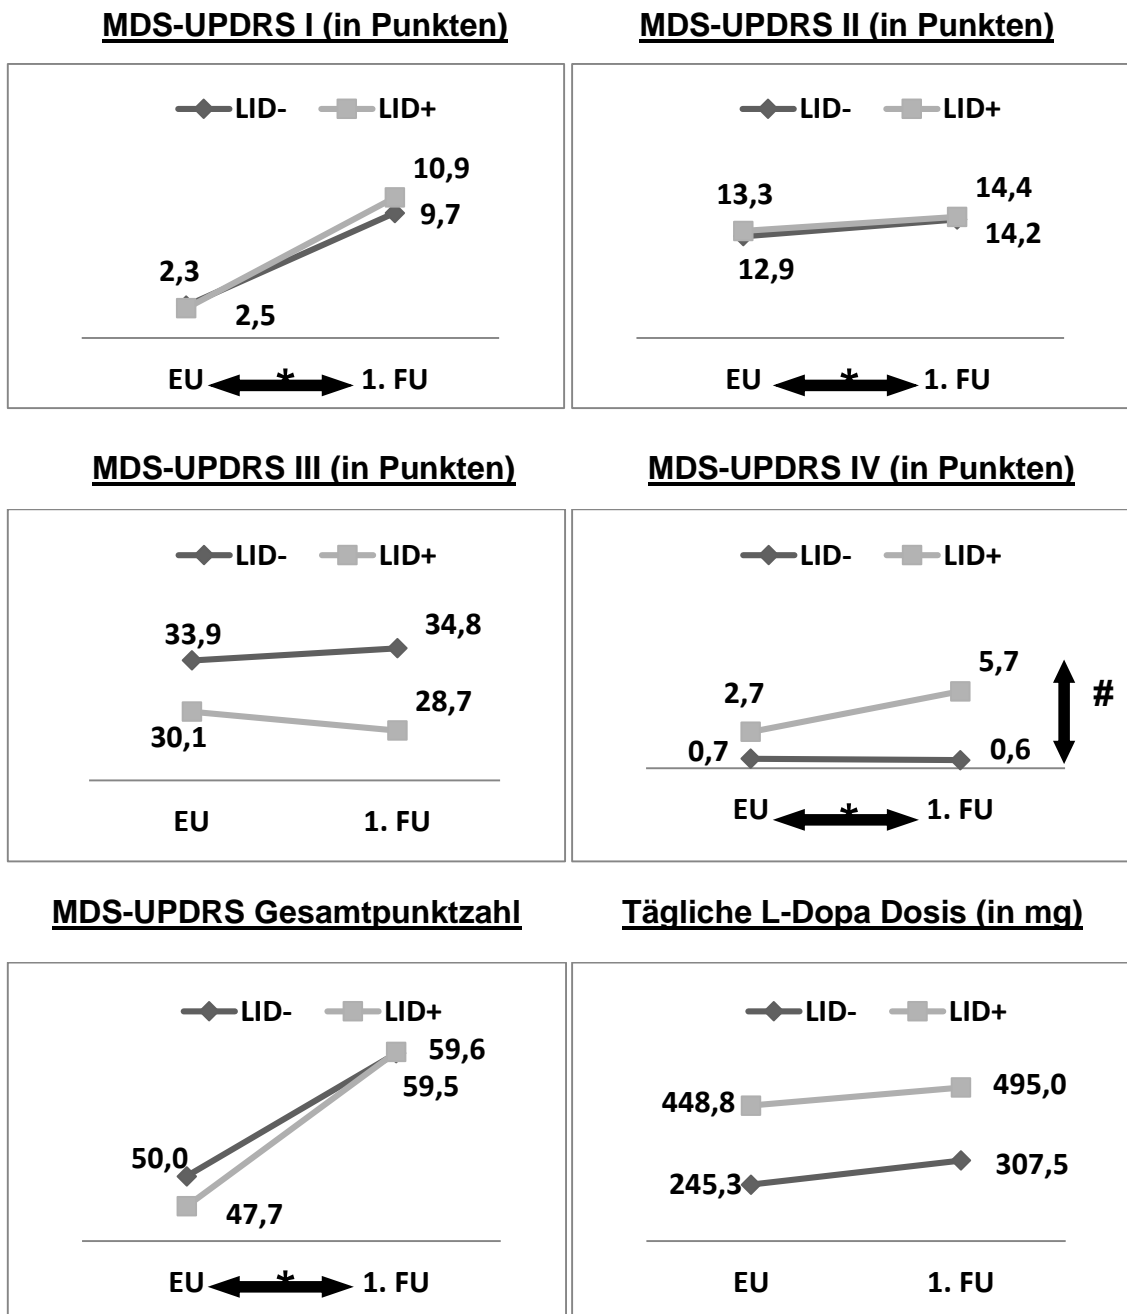 MDS-UPDRS I (in Punkten)
LID- LID+
10,9
9,7
2,3
2,5
EU * 1. FU
MDS-UPDRS II (in Punkten)
LID- LID+
13,3
14,4
14,2
12,9
EU * 1. FU
MDS-UPDRS III (in Punkten)
LID- LID+
33,9
34,8
28,7
30,1
EU 1. FU
MDS-UPDRS IV (in Punkten)
LID- LID+
5,7
2,7
#
0,7
0,6
EU * 1. FU
MDS-UPDRS Gesamtpunktzahl
LID- LID+
59,6
59,5
50,0
47,7
EU * 1. FU
Tägliche L-Dopa Dosis (in mg)
LID- LID+
448,8
495,0
245,3
307,5
EU 1. FU